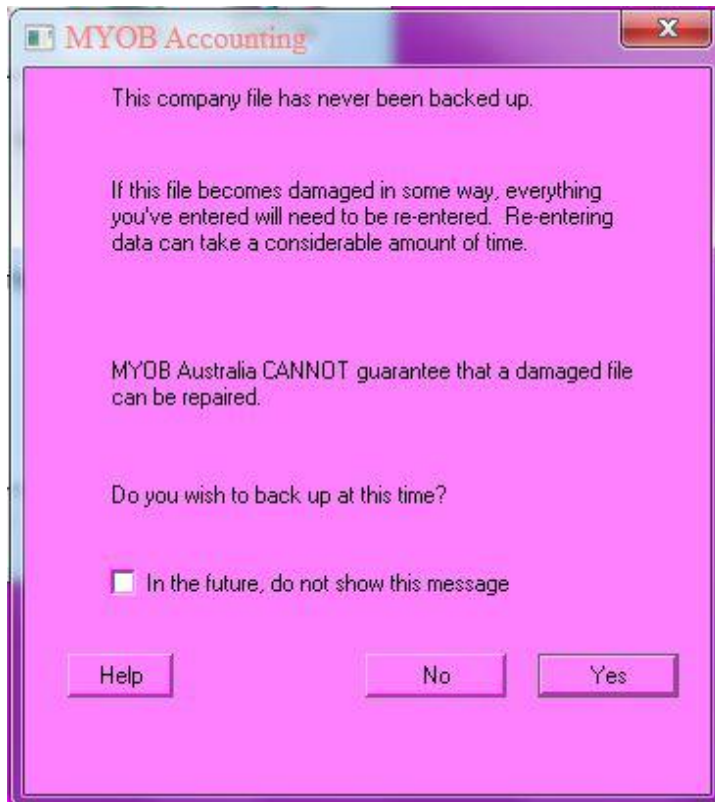 MYOB Accounting
This company file has never been backed up.
If this file becomes damaged in some way, everything
you've entered will need to be re-entered.  Re-entering
data can take a considerable amount of time.
MYOB Australia CANNOT guarantee that a damaged file
can be repaired.
Do you wish to back up at this time?
In the future, do not show this message
Help No Yes